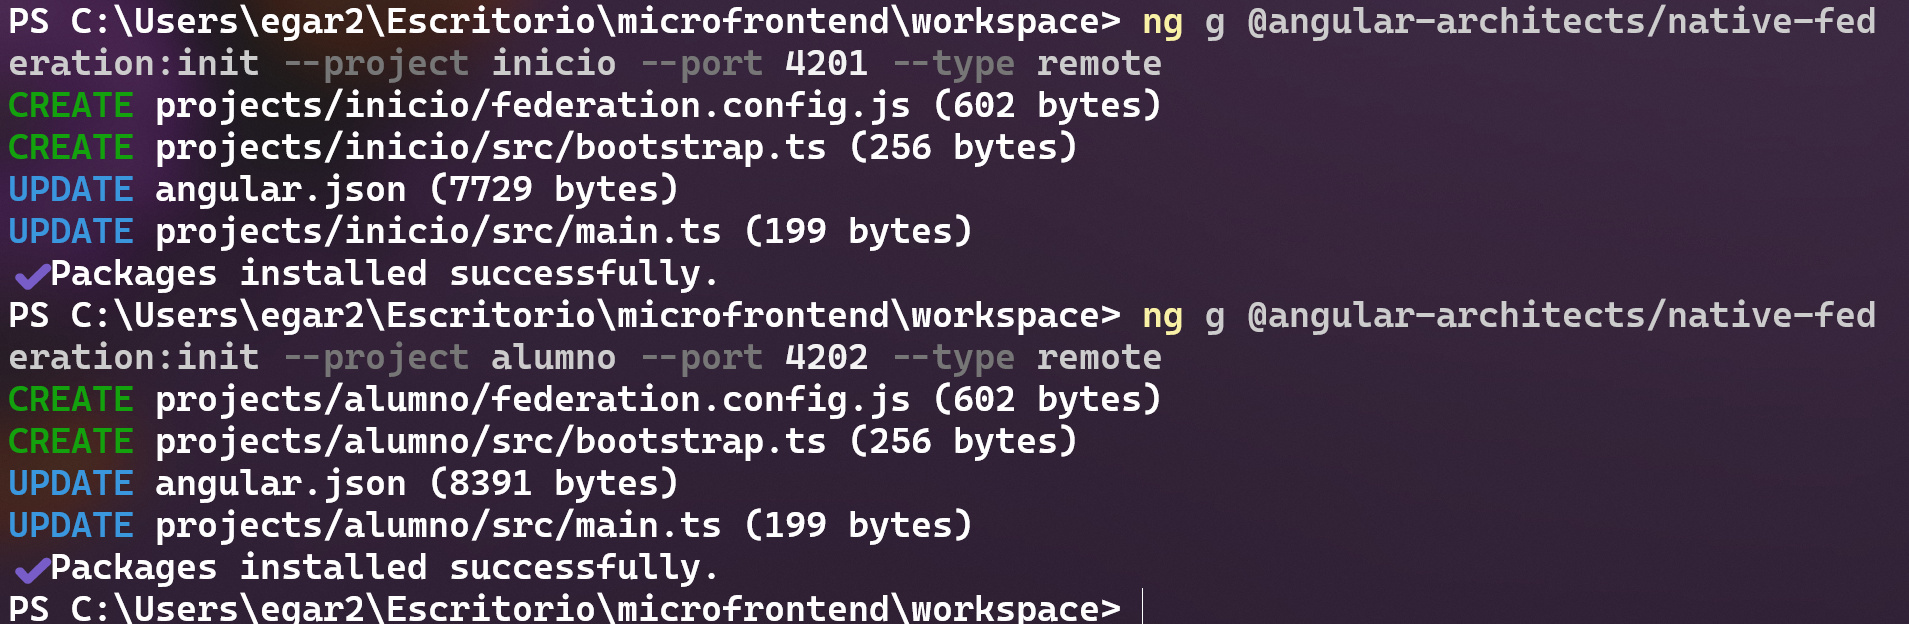 PS C:\Users\egar2\Escritorio\microfrontend\workspace> ng g @angular-architects/native-fed
eration:init --project inicio --port 4201 --type remote
CREATE projects/inicio/federation.config.js (602 bytes)
CREATE projects/inicio/src/bootstrap.ts (256 bytes)
UPDATE angular.json (7729 bytes)
UPDATE projects/inicio/src/main.ts (199 bytes)
✔Packages installed successfully.
PS C:\Users\egar2\Escritorio\microfrontend\workspace> ng g @angular-architects/native-fed
eration:init --project alumno --port 4202 --type remote
CREATE projects/alumno/federation.config.js (602 bytes)
CREATE projects/alumno/src/bootstrap.ts (256 bytes)
UPDATE angular.json (8391 bytes)
UPDATE projects/alumno/src/main.ts (199 bytes)
✔Packages installed successfully.
PS C:\Users\egar2\Escritorio\microfrontend\workspace>